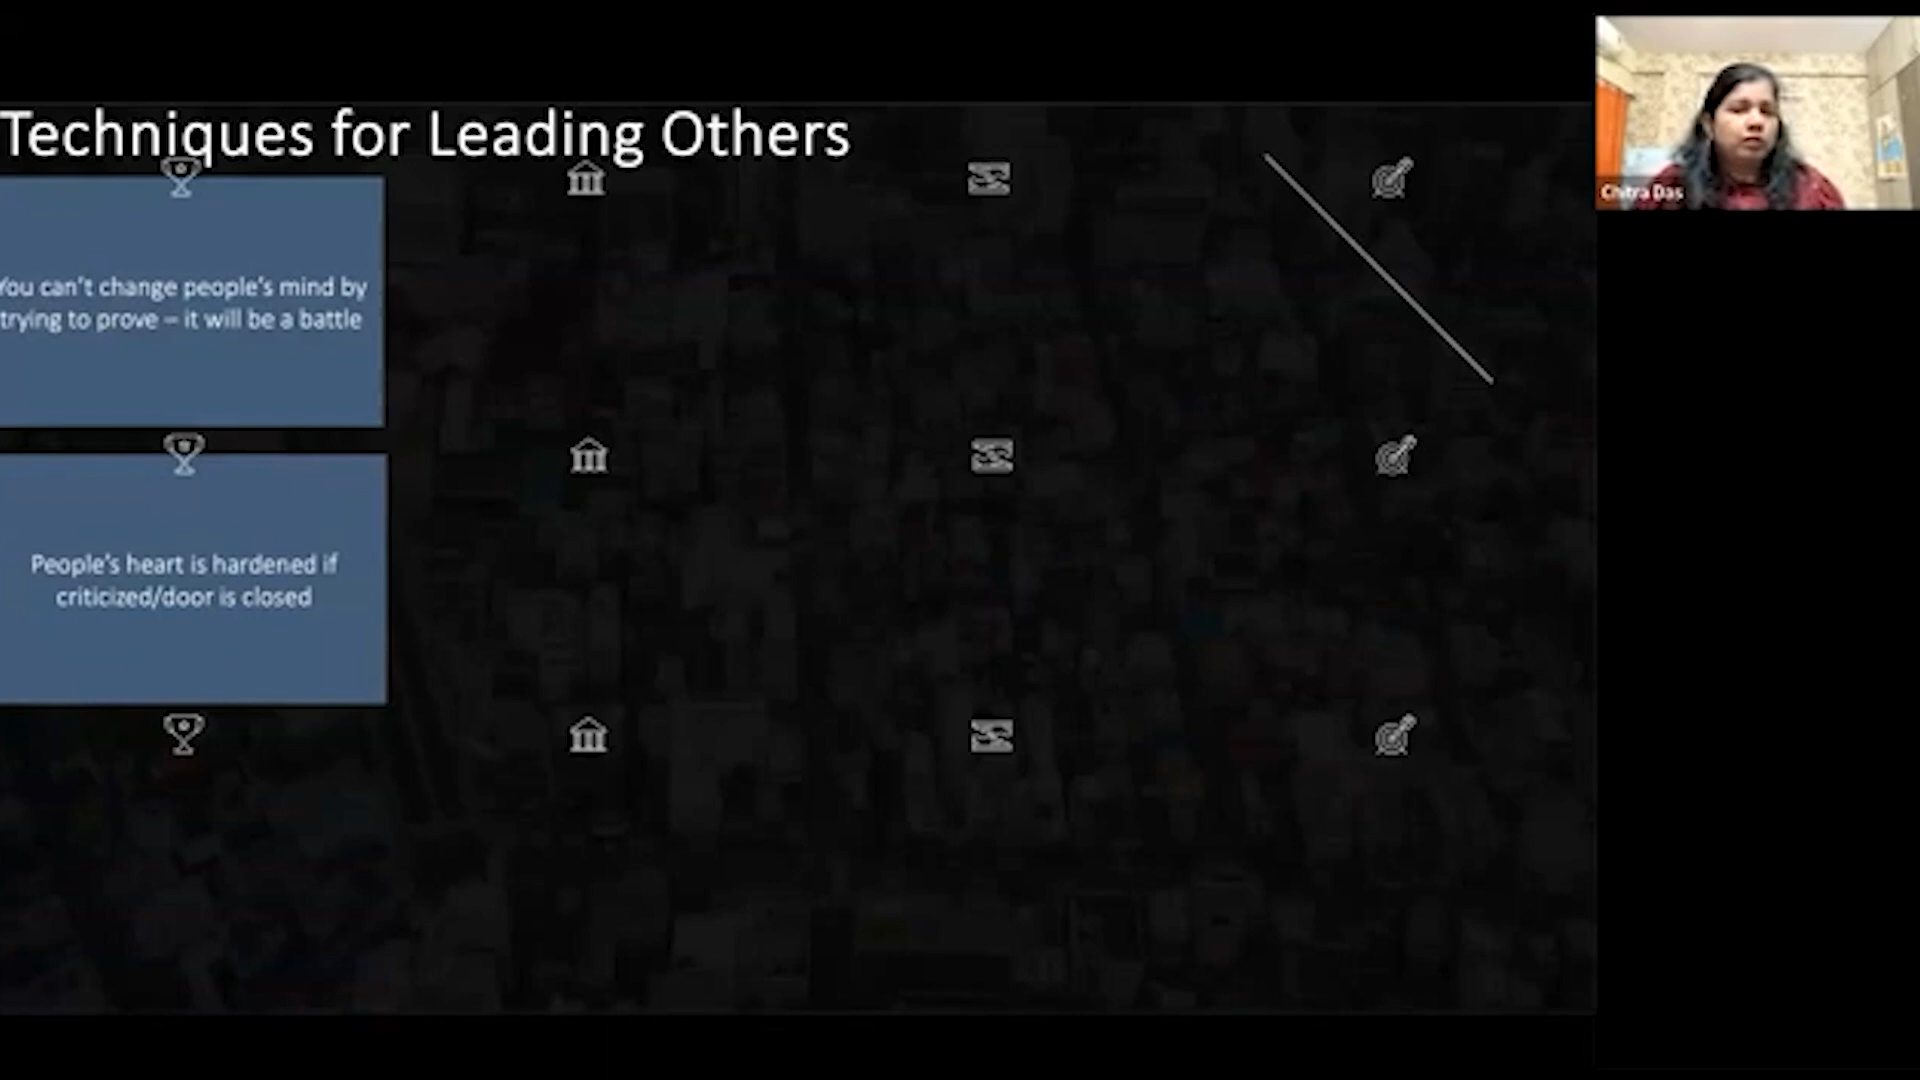 Techniques for Leading Others
You can't change people's mind by
trying to prove – it will be a battle
People's heart is hardened if
criticized/door is closed
Chitra Das